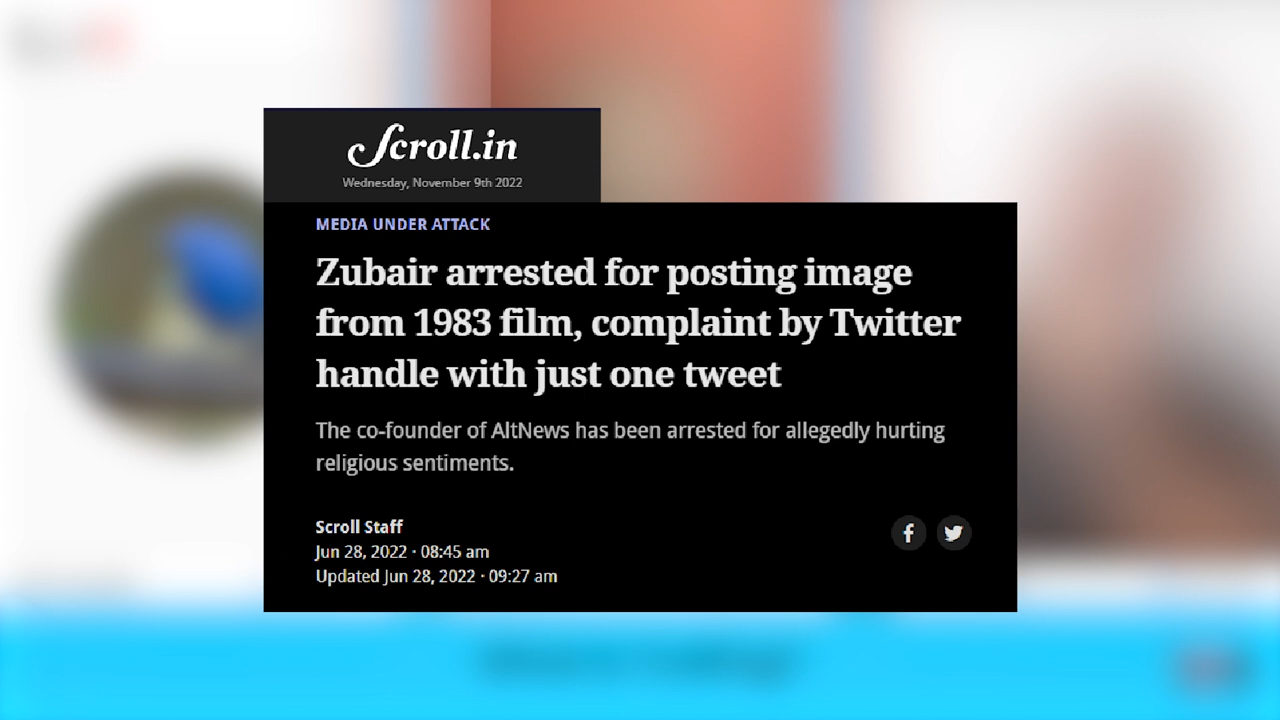 Scroll.in
Wednesday, November 9th 2022
MEDIA UNDER ATTACK
Zubair arrested for posting image
from 1983 film, complaint by Twitter
handle with just one tweet
The co-founder of AltNews has been arrested for allegedly hurting
religious sentiments.
Scroll Staff
Jun 28, 2022 · 08:45 am
Updated Jun 28, 2022 · 09:27 am